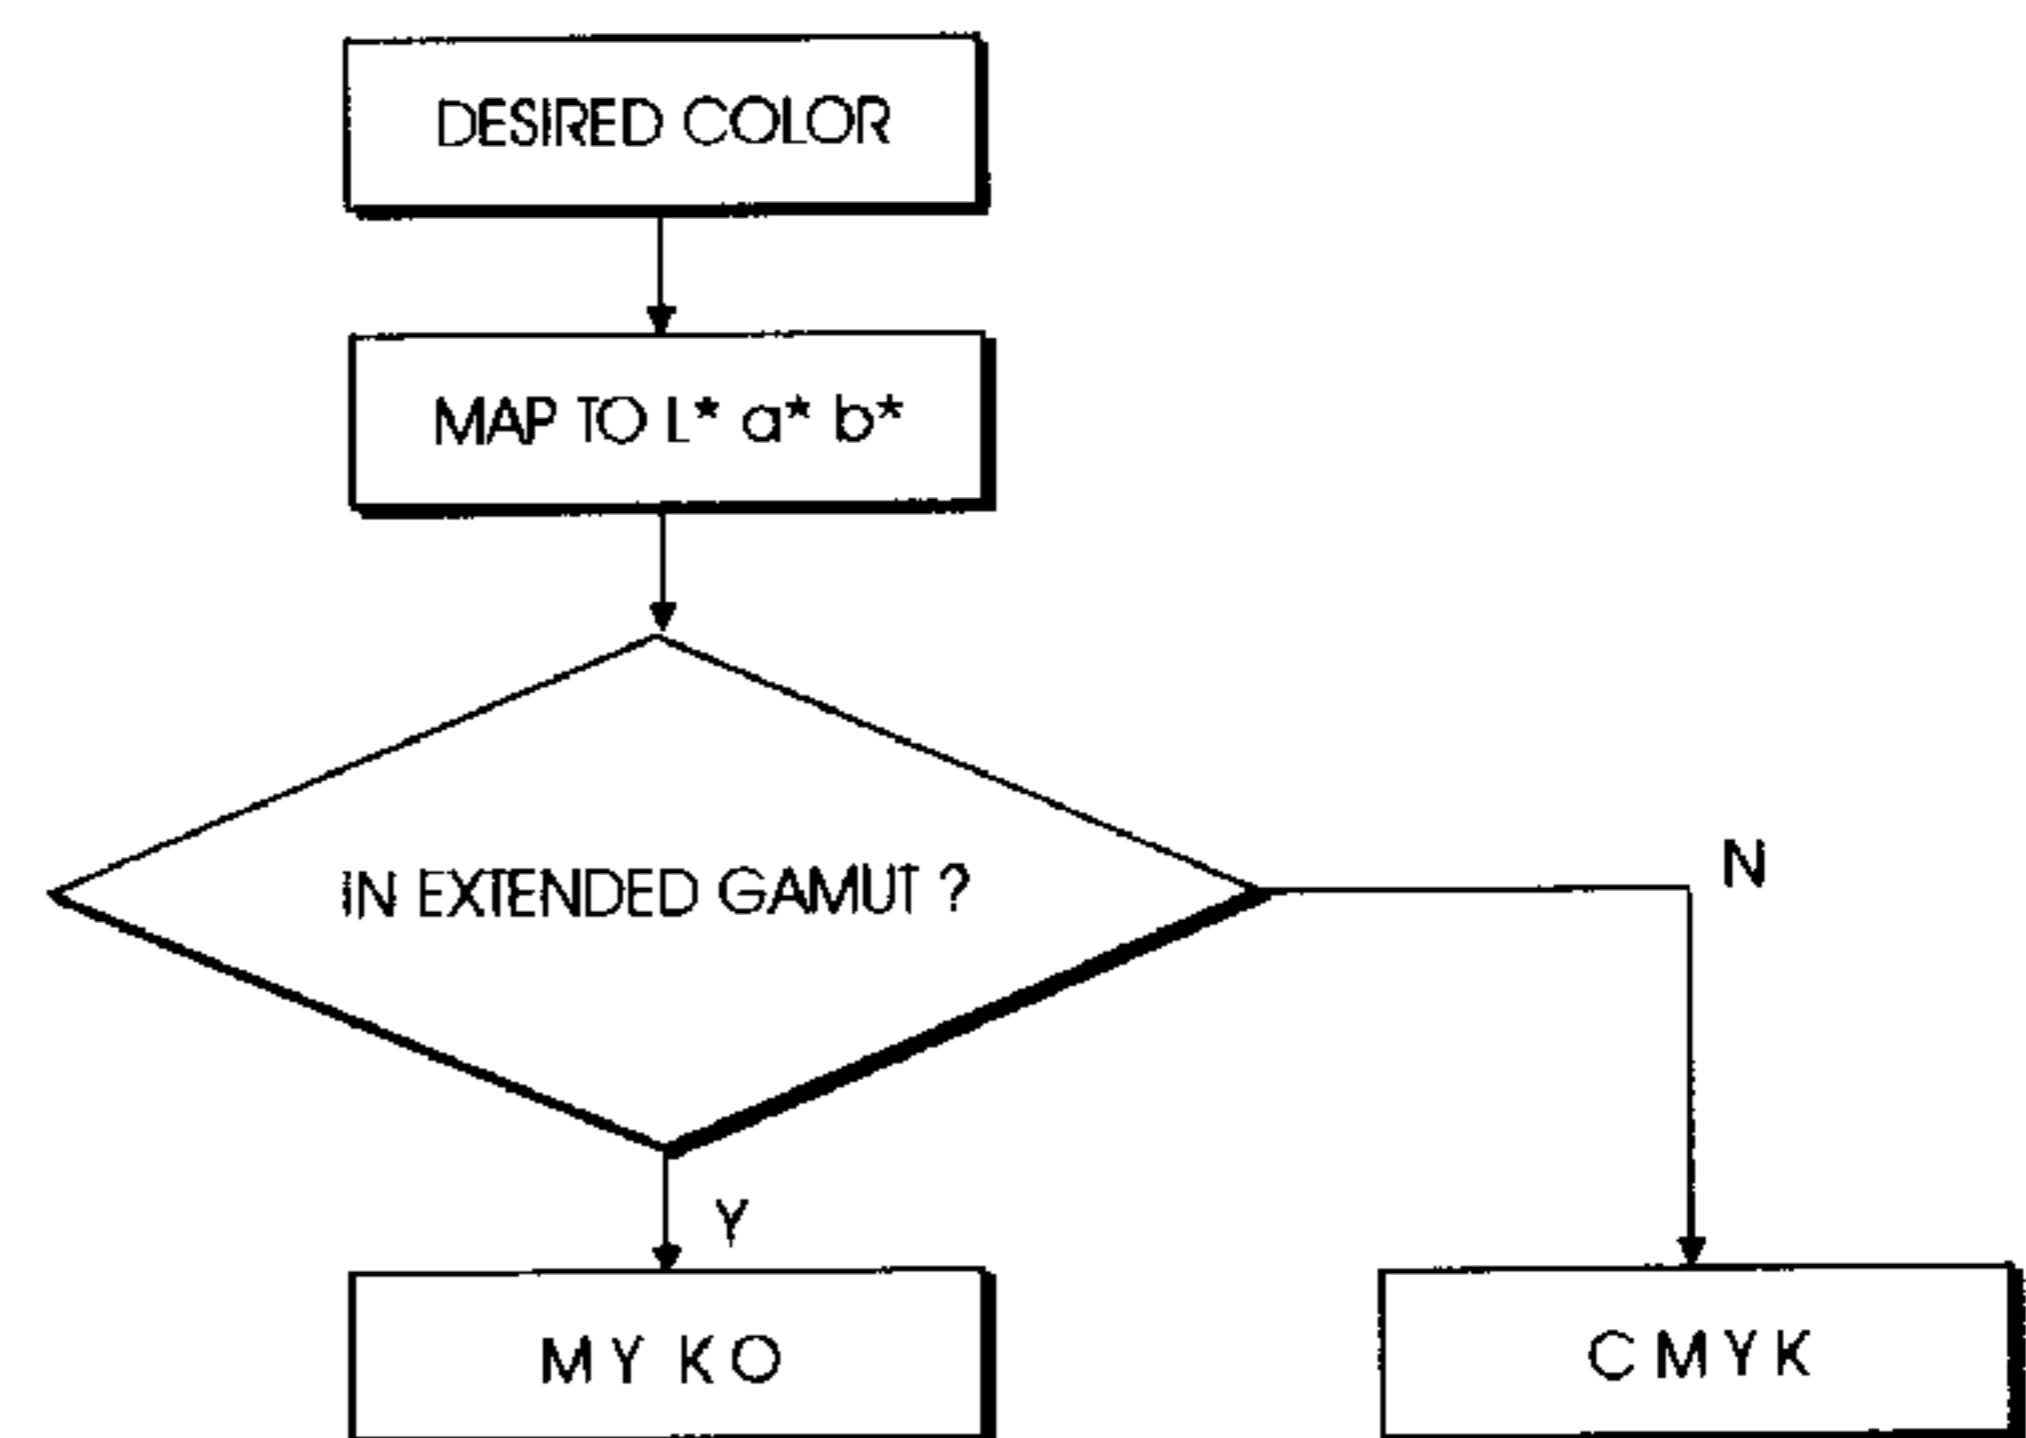 DESIRED COLOR
MAP TO L* a* b*
IN EXTENDED GAMUT ?
N
Y
M Y K O
C M Y K